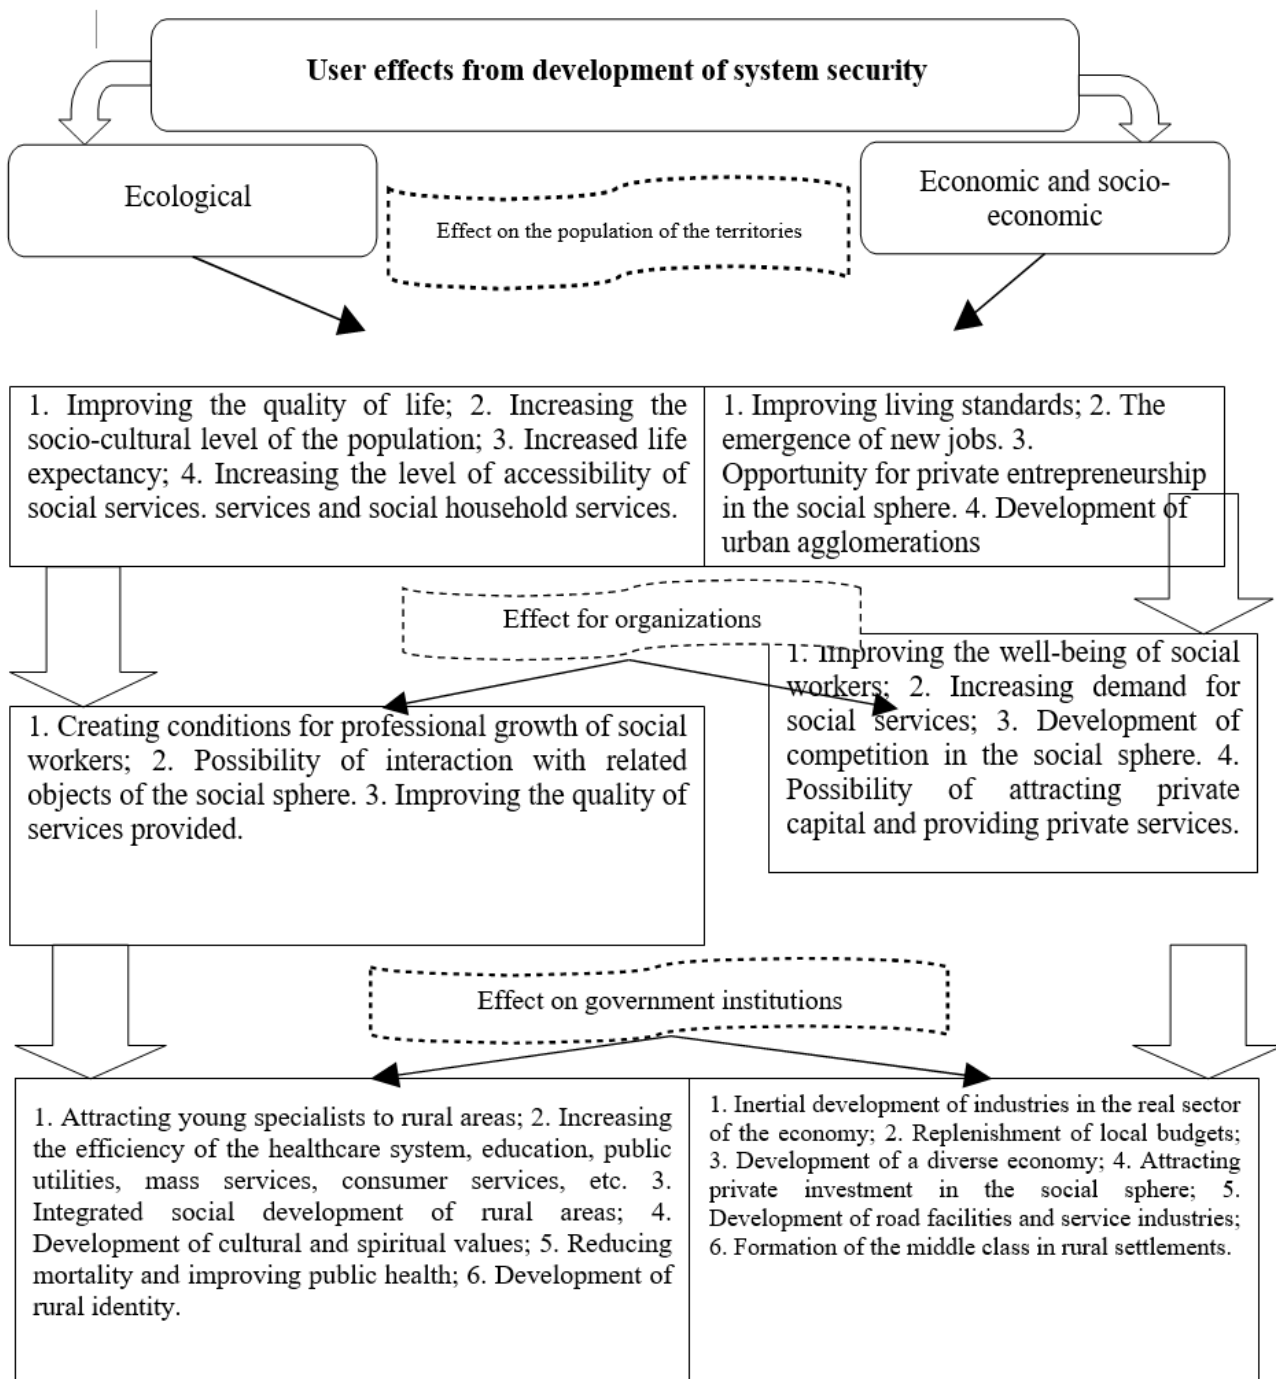 User effects from development of system security
Ecological
Effect on the population of the territories
Economic and socio-
economic
1. Improving the quality of life; 2. Increasing the
socio-cultural level of the population; 3. Increased life
expectancy; 4. Increasing the level of accessibility of
social services. services and social household services.
1. Improving living standards; 2. The
emergence of new jobs. 3.
Opportunity for private entrepreneurship
in the social sphere. 4. Development of
urban agglomerations
Effect for organizations
1. Creating conditions for professional growth of social
workers; 2. Possibility of interaction with related
objects of the social sphere. 3. Improving the quality of
services provided.
1. Improving the well-being of social
workers; 2. Increasing demand for
social services; 3. Development of
competition in the social sphere. 4.
Possibility of attracting private
capital and providing private services.
Effect on government institutions
1. Attracting young specialists to rural areas; 2. Increasing
the efficiency of the healthcare system, education, public
utilities, mass services, consumer services, etc. 3.
Integrated social development of rural areas; 4.
Development of cultural and spiritual values; 5. Reducing
mortality and improving public health; 6. Development of
rural identity.
1. Inertial development of industries in the real sector
of the economy; 2. Replenishment of local budgets;
3. Development of a diverse economy; 4. Attracting
private investment in the social sphere; 5.
Development of road facilities and service industries;
6. Formation of the middle class in rural settlements.